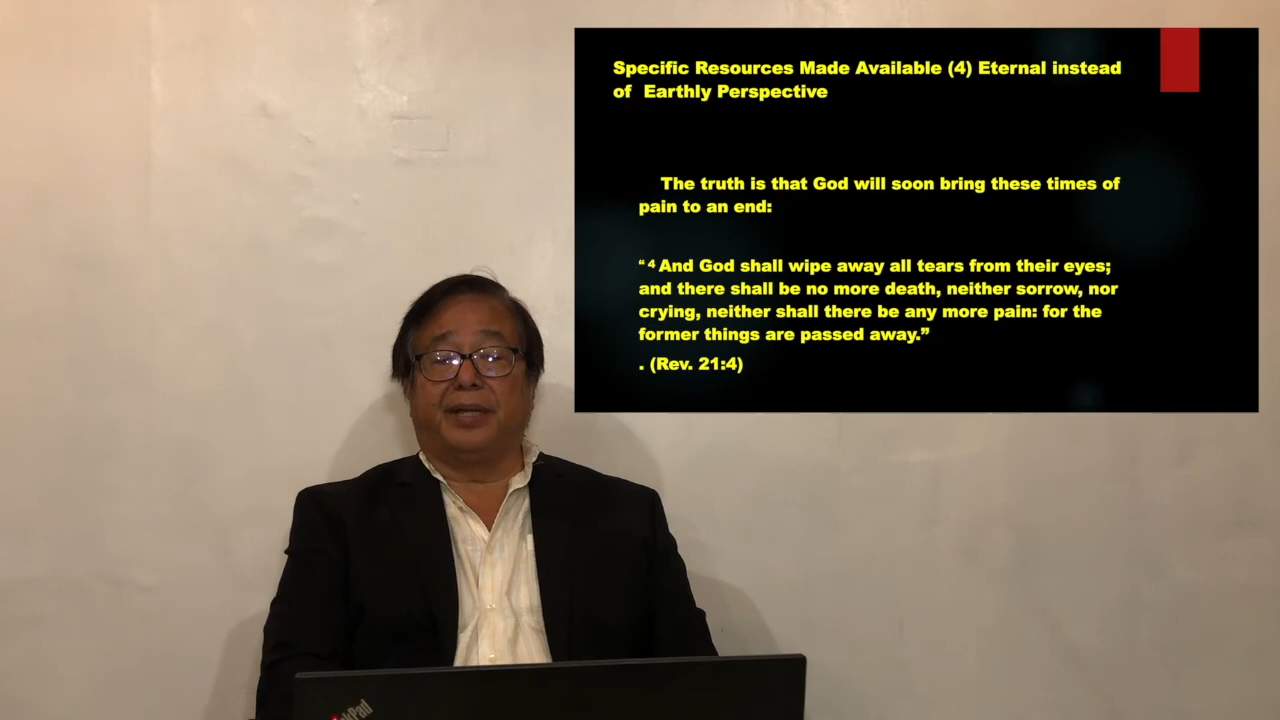 Specific Resources Made Available (4) Eternal instead
of Earthly Perspective
The truth is that God will soon bring these times of
pain to an end:
“ 4 And God shall wipe away all tears from their eyes;
and there shall be no more death, neither sorrow, nor
crying, neither shall there be any more pain: for the
former things are passed away.”
. (Rev. 21:4)